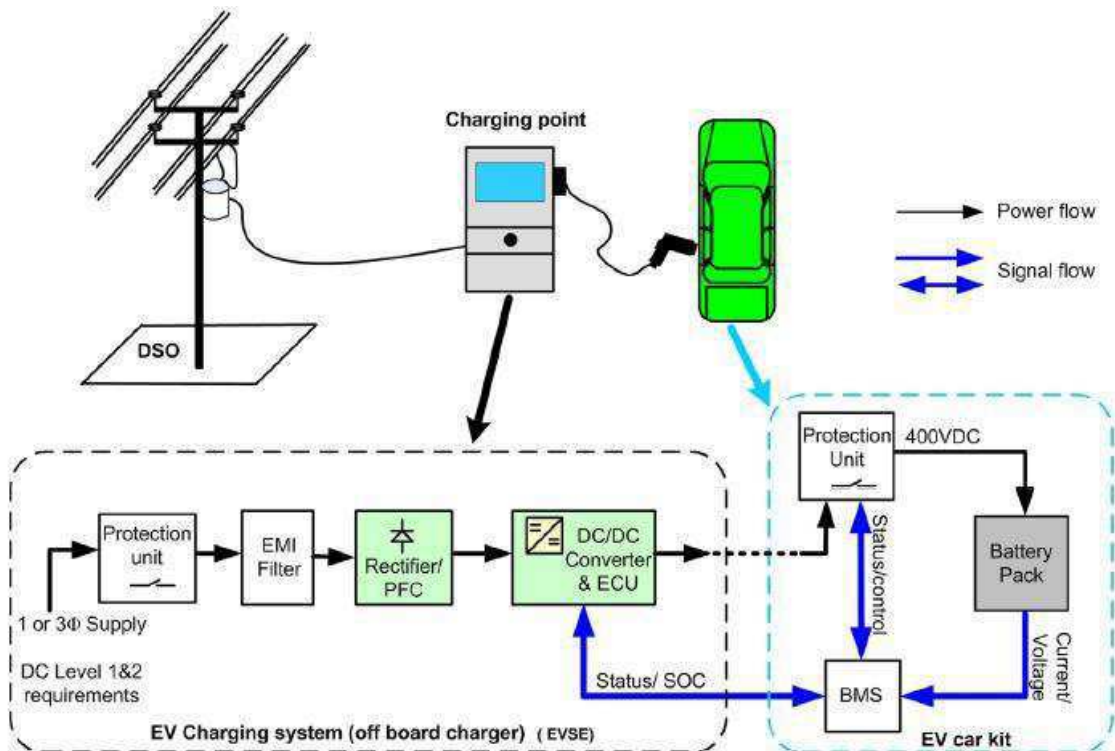 Charging point
Power flow
Signal flow
DSO
Protection
Unit
400VDC
Status/control
Battery
Pack
Current/
Voltage
BMS
EV car kit
Protection
unit
EMI
Filter
Rectifier/
PFC
DC/DC
Converter
& ECU
1 or 3Φ Supply
DC Level 1&2
requirements
Status/ SOC
EV Charging system (off board charger) ( EVSE)